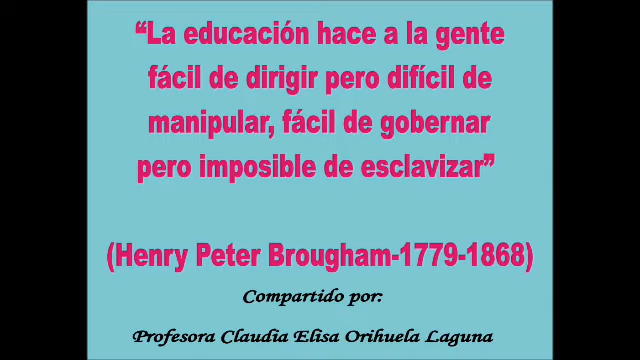 “La educación hace a la gente
fácil de dirigir pero difícil de
manipular, fácil de gobernar
pero imposible de esclavizar”
(Henry Peter Brougham-1779-1868)
Compartido por:
Profesora Claudia Elisa Orihuela Laguna